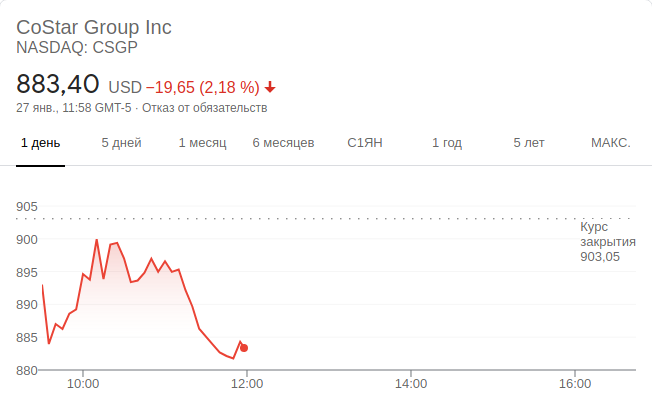 CoStar Group Inc
NASDAQ: CSGP
883,40 USD −19,65 (2,18 %)
27 янв., 11:58 GMT-5 · Отказ от обязательств
1 день 5 дней 1 месяц 6 месяцев С1ЯН 1 год 5 лет МАКС.
905
Курс
закрытия
903,05
900
895
890
885
880
10:00 12:00 14:00 16:00